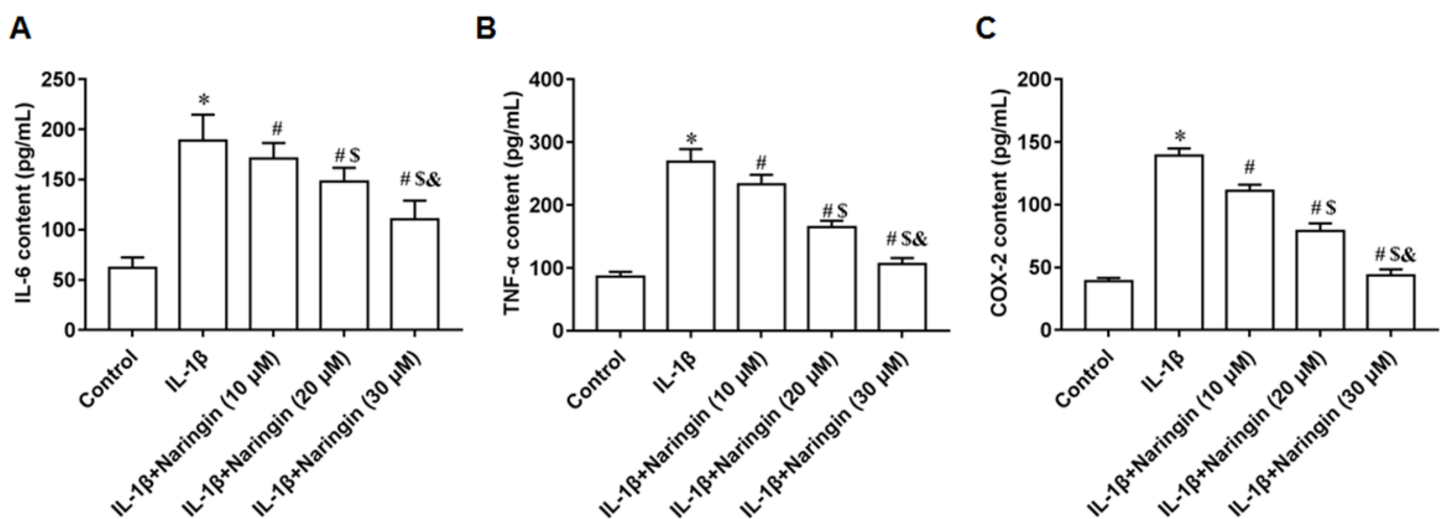 A
IL-6 content (pg/mL)
250
200
150
100
50
0
*
#
# $
# $&
Control
IL-1β
IL-1β+Naringin (10 μM)
IL-1β+Naringin (20 μM)
IL-1β+Naringin (30 μM)
B
TNF-α content (pg/mL)
400
300
200
100
0
*
#
# $
# $&
Control
IL-1β
IL-1β+Naringin (10 μM)
IL-1β+Naringin (20 μM)
IL-1β+Naringin (30 μM)
C
COX-2 content (pg/mL)
200
150
100
50
0
*
#
# $
# $&
Control
IL-1β
IL-1β+Naringin (10 μM)
IL-1β+Naringin (20 μM)
IL-1β+Naringin (30 μM)